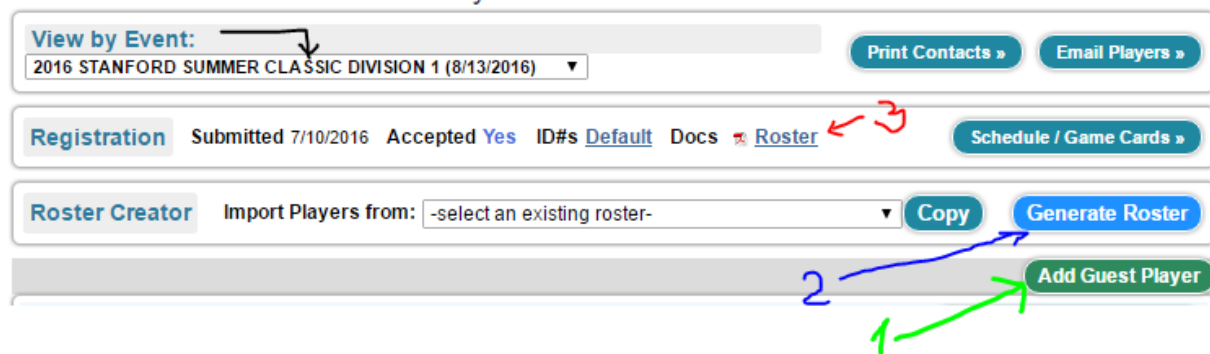 View by Event:
2016 STANFORD SUMMER CLASSIC DIVISION 1 (8/13/2016)
Print Contacts »
Email Players »
Registration Submitted 7/10/2016 Accepted Yes ID#s Default Docs Roster
3
Schedule / Game Cards »
Roster Creator Import Players from: -select an existing roster- Copy Generate Roster
2
Add Guest Player
1